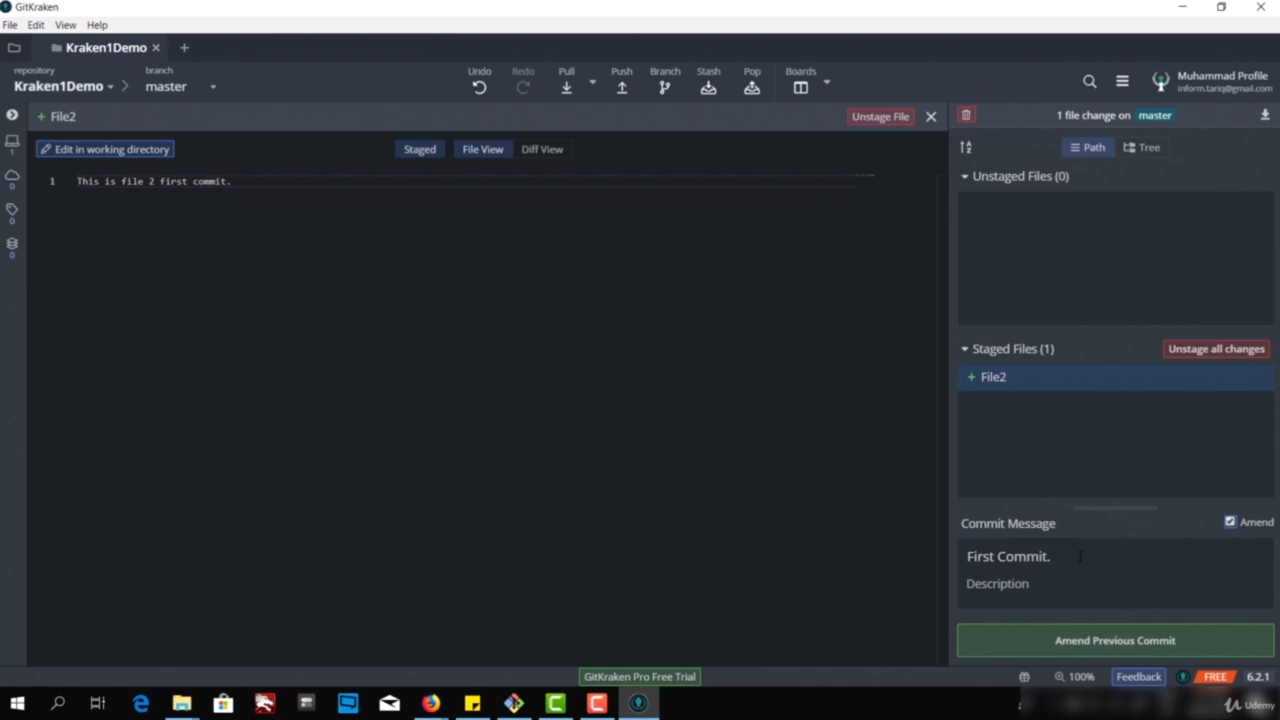 GitKraken
File Edit View Help
Kraken1Demo
repository branch
Kraken1Demo master
Undo Redo Pull Push Branch Stash Pop Boards
Muhammad Profile
inform.tariq@gmail.com
File2 Unstage File
1 file change on master
Edit in working directory Staged File View Diff View
Path Tree
1 This is file 2 first commit.
Unstaged Files (0)
1
0
0
0
Staged Files (1) Unstage all changes
File2
Commit Message Amend
First Commit.
Description
Amend Previous Commit
GitKraken Pro Free Trial 100% Feedback FREE 6.2.1
Udemy